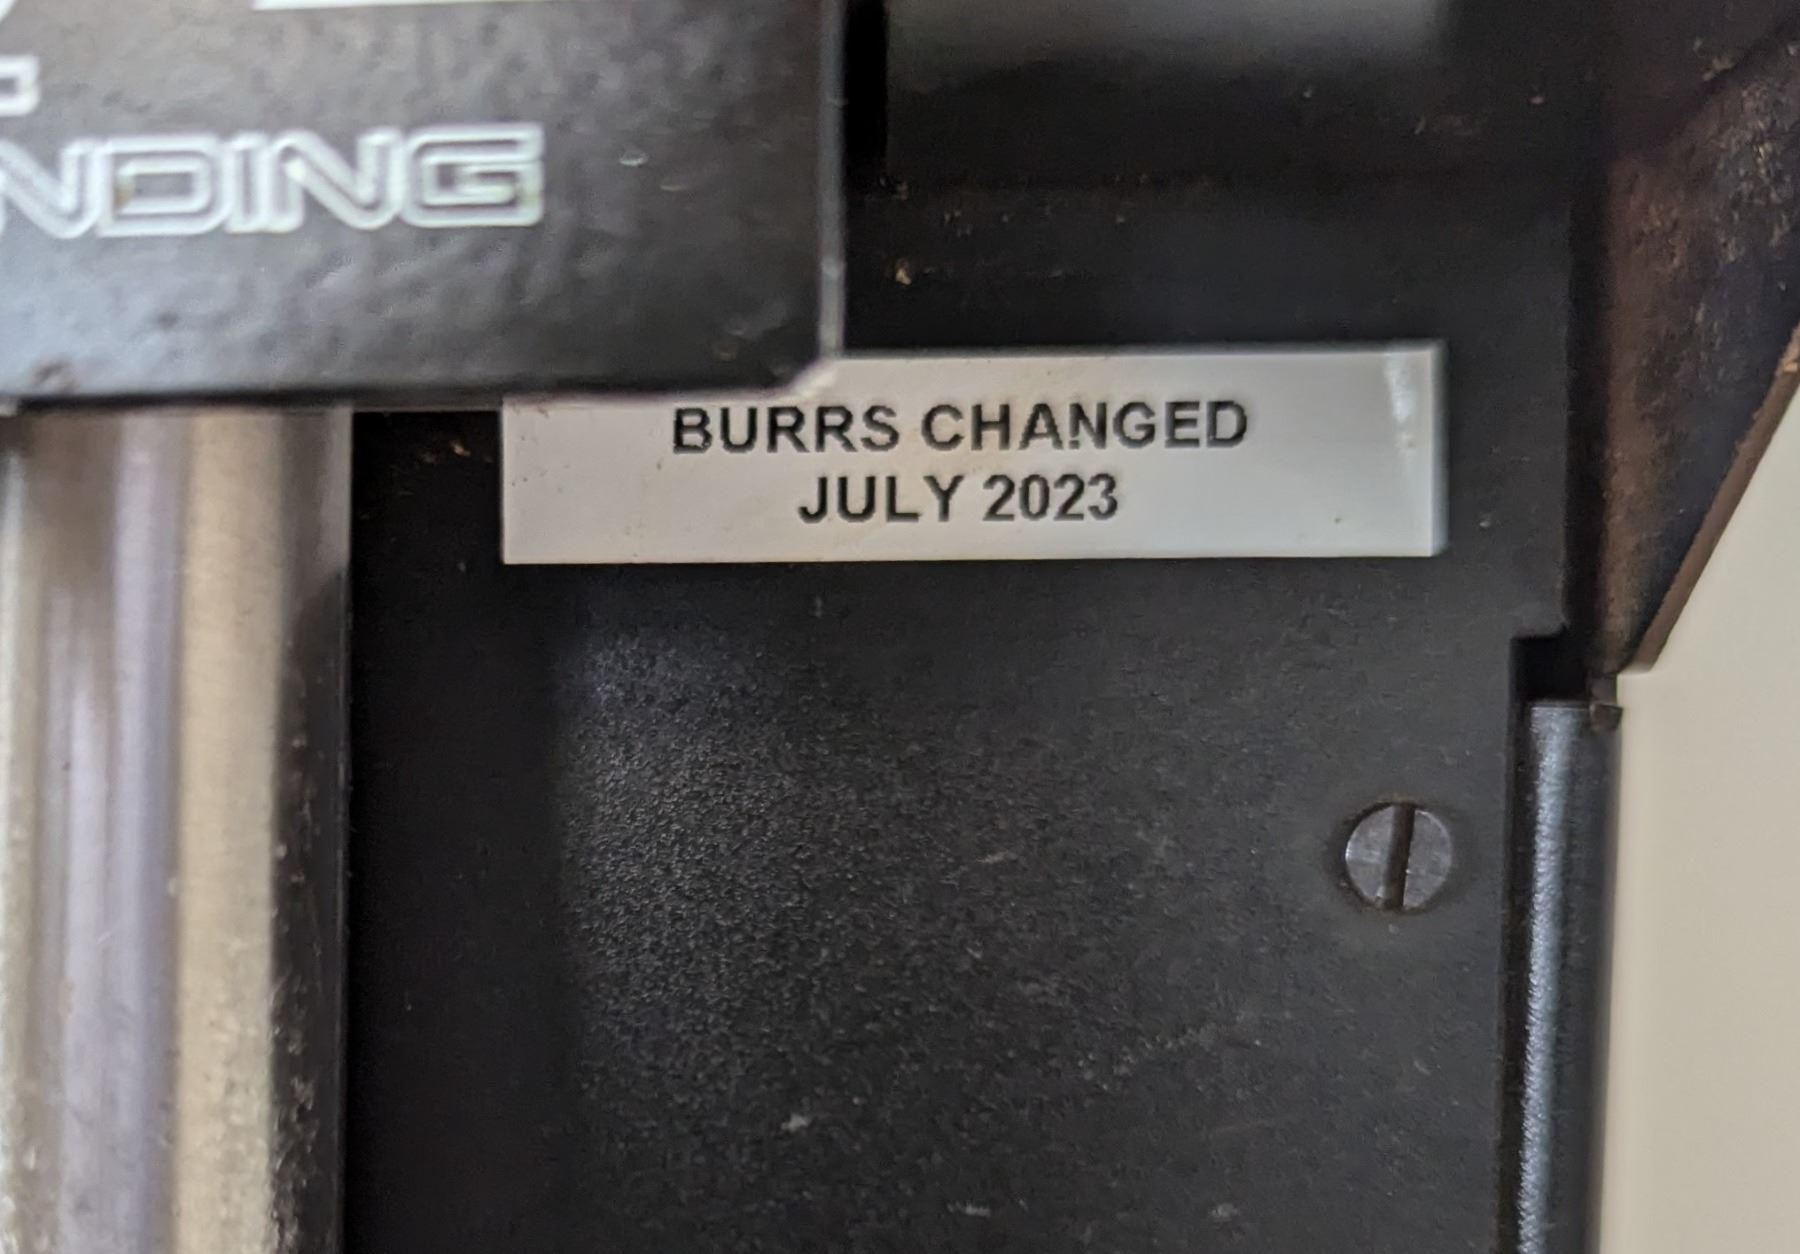 NDING
BURRS CHANGED
JULY 2023